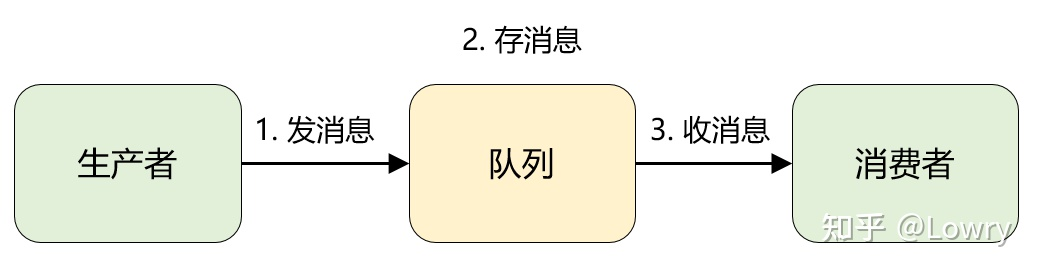 2. 存消息
1. 发消息
3. 收消息
生产者
队列
消费者
知乎 @Lowry